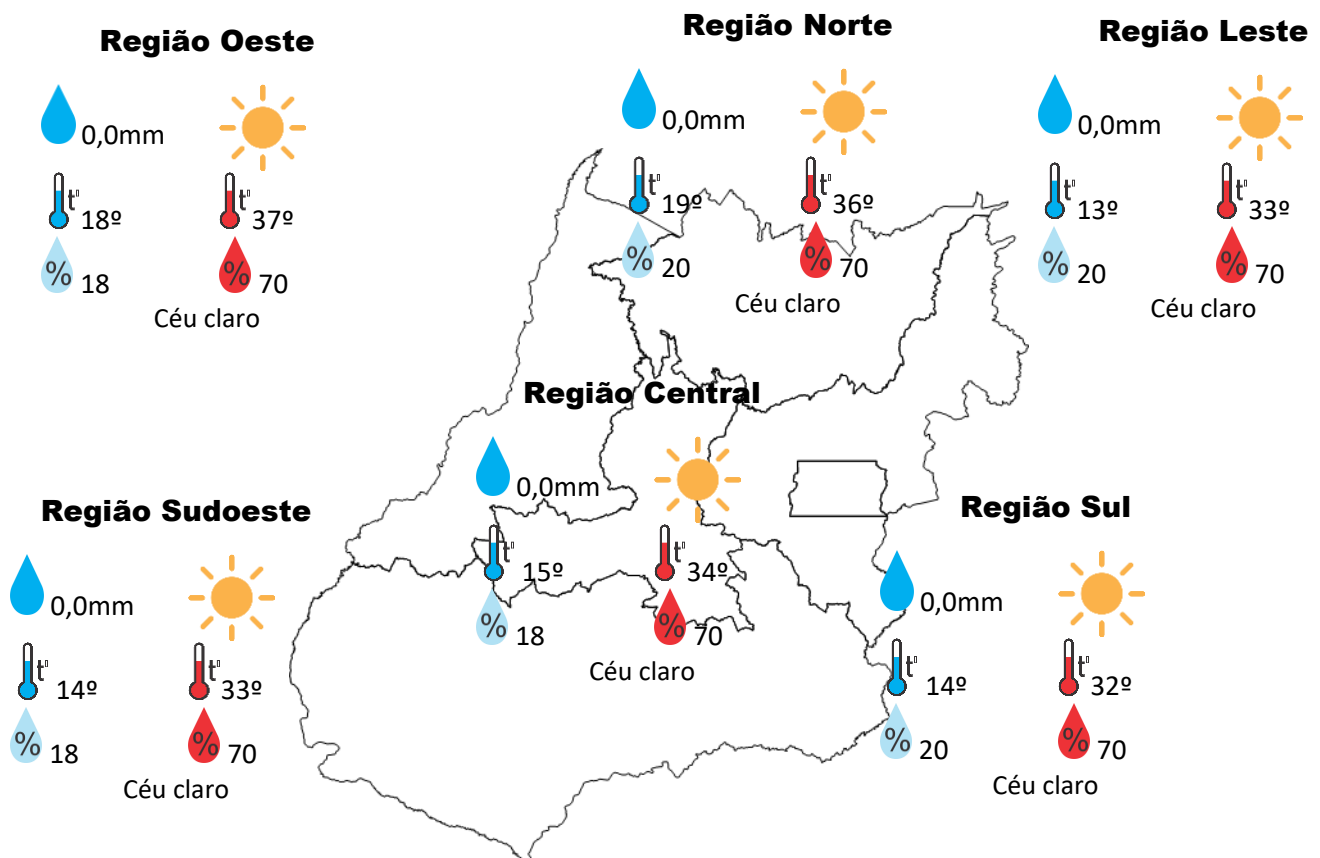 Região Oeste
0,0mm
t°
18º
t°
37º
%
18
%
70
Céu claro
Região Norte
0,0mm
t°
19º
t°
36º
%
20
%
70
Céu claro
Região Leste
0,0mm
t°
13º
t°
33º
%
20
%
70
Céu claro
Região Central
0,0mm
t°
15º
t°
34º
%
18
%
70
Céu claro
Região Sudoeste
0,0mm
t°
14º
t°
33º
%
18
%
70
Céu claro
Região Sul
0,0mm
t°
14º
t°
32º
%
20
%
70
Céu claro